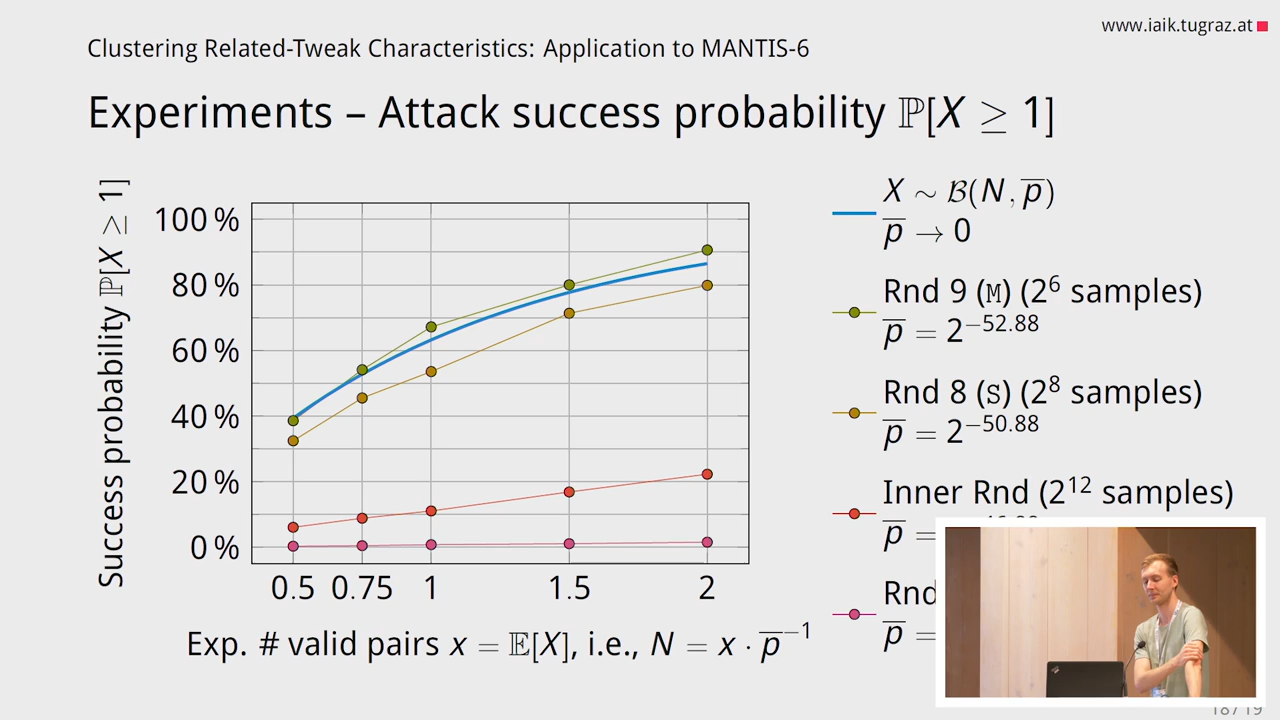 www.iaik.tugraz.at
Clustering Related-Tweak Characteristics: Application to MANTIS-6
Experiments – Attack success probability ℙ[X ≥ 1]
Success probability ℙ[X ≥ 1]
100 %
80 %
60 %
40 %
20 %
0 %
0.5 0.75 1 1.5 2
Exp. # valid pairs x = 𝔼[X], i.e., N = x · p̅⁻¹
X ∼ ℬ(N, p̅)
p̅ → 0
Rnd 9 (M) (2⁶ samples)
p̅ = 2^−52.88
Rnd 8 (S) (2⁸ samples)
p̅ = 2^−50.88
Inner Rnd (2¹² samples)
p̅ =
Rnd
p̅ =
18 / 19